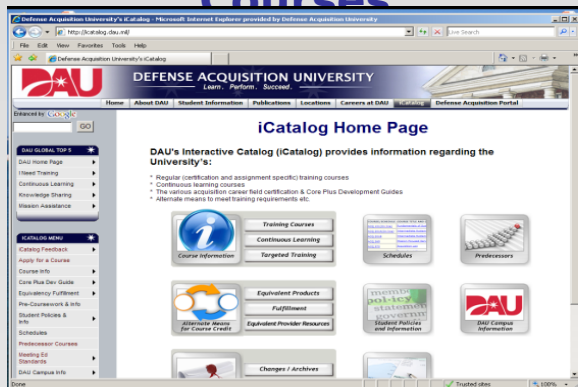 Courses
Defense Acquisition University's iCatalog - Microsoft Internet Explorer provided by Defense Acquisition University
http://icatalog.dau.mil/
Live Search
File Edit View Favorites Tools Help
Defense Acquisition University's iCatalog
DAU
DEFENSE ACQUISITION UNIVERSITY
Learn. Perform. Succeed.
Home About DAU Student Information Publications Locations Careers at DAU iCatalog Defense Acquisition Portal
Enhanced by Google
GO
DAU GLOBAL TOP 5
DAU Home Page
I Need Training
Continuous Learning
Knowledge Sharing
Mission Assistance
ICATALOG MENU
iCatalog Feedback
Apply for a Course
Course Info
Core Plus Dev Guide
Equivalency Fulfillment
Pre-Coursework & Info
Student Policies &
Info
Schedules
Predecessor Courses
Meeting Ed
Standards
DAU Campus Info
iCatalog Home Page
DAU's Interactive Catalog (iCatalog) provides information regarding the
University's:
* Regular (certification and assignment specific) training courses
* Continuous learning courses
* The various acquisition career field certification & Core Plus Development Guides
* Alternate means to meet training requirements etc.
Course Information
Training Courses
Continuous Learning
Targeted Training
Schedules
Predecessors
Alternate Means
for Course Credit
Equivalent Products
Fulfillment
Equivalent Provider Resources
member
policy
statemen
governm
Student Policies
and Information
DAU
DAU Campus
Information
Changes / Archives
Done
Trusted sites
100%